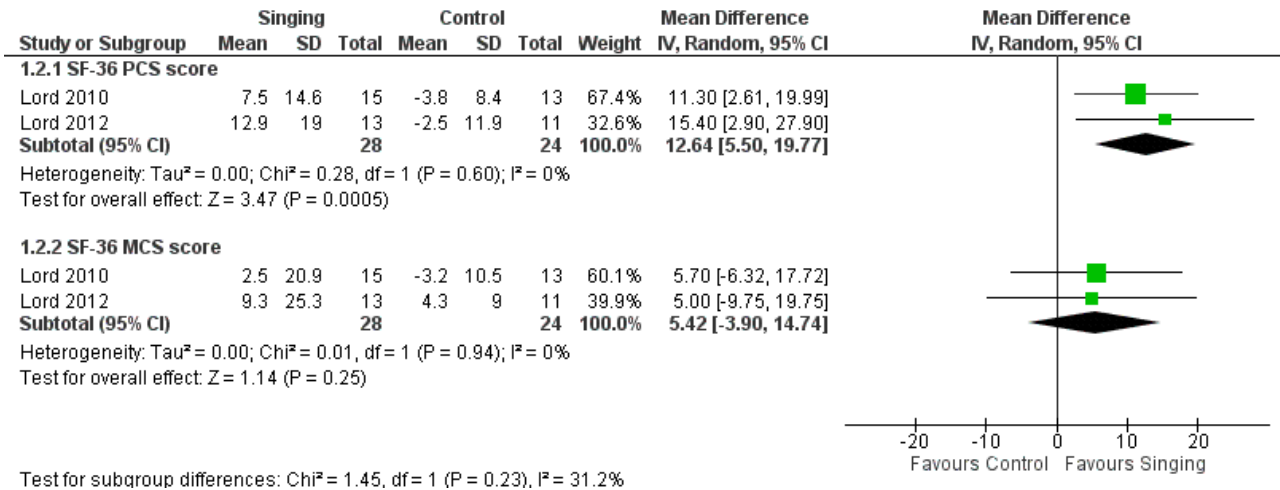 Singing Control Mean Difference Mean Difference
Study or Subgroup Mean SD Total Mean SD Total Weight IV, Random, 95% CI IV, Random, 95% CI
1.2.1 SF-36 PCS score
Lord 2010 7.5 14.6 15 -3.8 8.4 13 67.4% 11.30 [2.61, 19.99]
Lord 2012 12.9 19 13 -2.5 11.9 11 32.6% 15.40 [2.90, 27.90]
Subtotal (95% CI) 28 24 100.0% 12.64 [5.50, 19.77]
Heterogeneity: Tau² = 0.00; Chi² = 0.28, df = 1 (P = 0.60); I² = 0%
Test for overall effect: Z = 3.47 (P = 0.0005)
1.2.2 SF-36 MCS score
Lord 2010 2.5 20.9 15 -3.2 10.5 13 60.1% 5.70 [-6.32, 17.72]
Lord 2012 9.3 25.3 13 4.3 9 11 39.9% 5.00 [-9.75, 19.75]
Subtotal (95% CI) 28 24 100.0% 5.42 [-3.90, 14.74]
Heterogeneity: Tau² = 0.00; Chi² = 0.01, df = 1 (P = 0.94); I² = 0%
Test for overall effect: Z = 1.14 (P = 0.25)
-20 -10 0 10 20
Favours Control Favours Singing
Test for subgroup differences: Chi² = 1.45, df = 1 (P = 0.23), I² = 31.2%